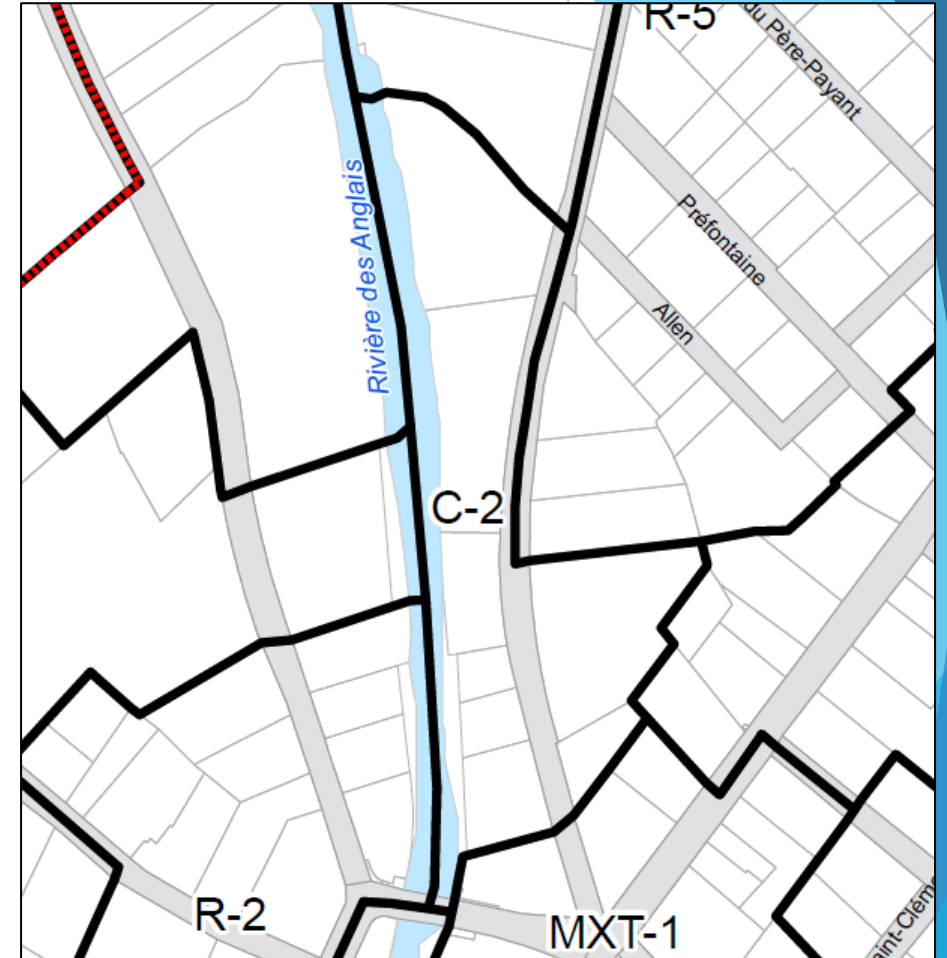 R-5
du Père-Payant
Préfontaine
Rivière des Anglais
Allen
C-2
R-2
MXT-1